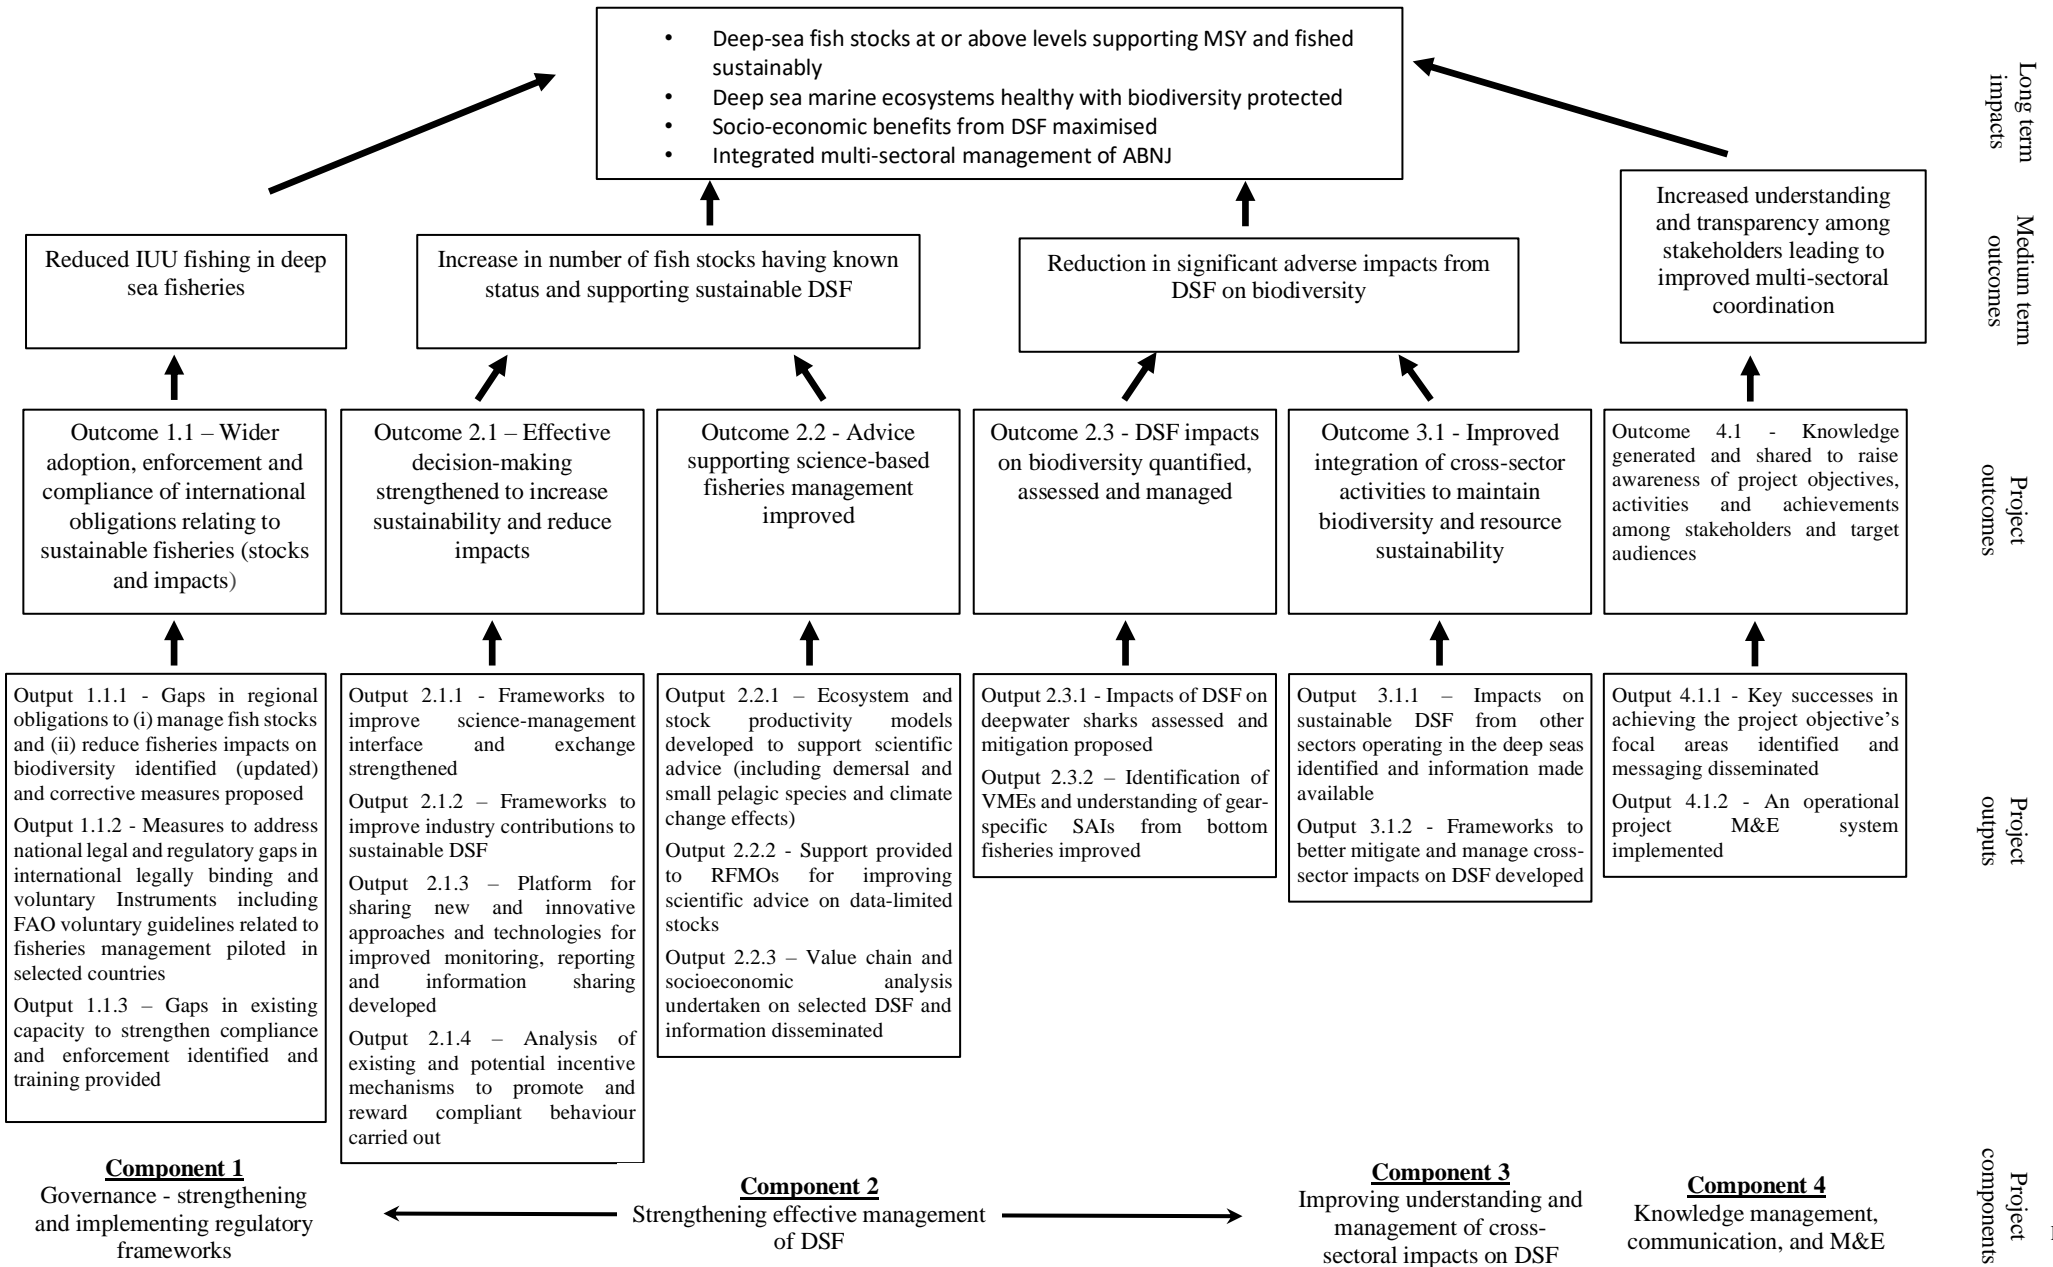 • Deep-sea fish stocks at or above levels supporting MSY and fished
sustainably
• Deep sea marine ecosystems healthy with biodiversity protected
• Socio-economic benefits from DSF maximised
• Integrated multi-sectoral management of ABNJ
Long term
impacts
Reduced IUU fishing in deep
sea fisheries
Increase in number of fish stocks having known
status and supporting sustainable DSF
Reduction in significant adverse impacts from
DSF on biodiversity
Increased understanding
and transparency among
stakeholders leading to
improved multi-sectoral
coordination
Medium term
outcomes
Outcome 1.1 – Wider
adoption, enforcement and
compliance of international
obligations relating to
sustainable fisheries (stocks
and impacts)
Outcome 2.1 – Effective
decision-making
strengthened to increase
sustainability and reduce
impacts
Outcome 2.2 - Advice
supporting science-based
fisheries management
improved
Outcome 2.3 - DSF impacts
on biodiversity quantified,
assessed and managed
Outcome 3.1 - Improved
integration of cross-sector
activities to maintain
biodiversity and resource
sustainability
Outcome 4.1 - Knowledge
generated and shared to raise
awareness of project objectives,
activities and achievements
among stakeholders and target
audiences
Project
outcomes
Output 1.1.1 - Gaps in regional
obligations to (i) manage fish stocks
and (ii) reduce fisheries impacts on
biodiversity identified (updated)
and corrective measures proposed
Output 1.1.2 - Measures to address
national legal and regulatory gaps in
international legally binding and
voluntary Instruments including
FAO voluntary guidelines related to
fisheries management piloted in
selected countries
Output 1.1.3 – Gaps in existing
capacity to strengthen compliance
and enforcement identified and
training provided
Output 2.1.1 - Frameworks to
improve science-management
interface and exchange
strengthened
Output 2.1.2 – Frameworks to
improve industry contributions to
sustainable DSF
Output 2.1.3 – Platform for
sharing new and innovative
approaches and technologies for
improved monitoring, reporting
and information sharing
developed
Output 2.1.4 – Analysis of
existing and potential incentive
mechanisms to promote and
reward compliant behaviour
carried out
Output 2.2.1 – Ecosystem and
stock productivity models
developed to support scientific
advice (including demersal and
small pelagic species and climate
change effects)
Output 2.2.2 - Support provided
to RFMOs for improving
scientific advice on data-limited
stocks
Output 2.2.3 – Value chain and
socioeconomic analysis
undertaken on selected DSF and
information disseminated
Output 2.3.1 - Impacts of DSF on
deepwater sharks assessed and
mitigation proposed
Output 2.3.2 – Identification of
VMEs and understanding of gear-
specific SAIs from bottom
fisheries improved
Output 3.1.1 – Impacts on
sustainable DSF from other
sectors operating in the deep seas
identified and information made
available
Output 3.1.2 - Frameworks to
better mitigate and manage cross-
sector impacts on DSF developed
Output 4.1.1 - Key successes in
achieving the project objective's
focal areas identified and
messaging disseminated
Output 4.1.2 - An operational
project M&E system
implemented
Project
outputs
Component 1
Governance - strengthening
and implementing regulatory
frameworks
Component 2
Strengthening effective management
of DSF
Component 3
Improving understanding and
management of cross-
sectoral impacts on DSF
Component 4
Knowledge management,
communication, and M&E
Project
components